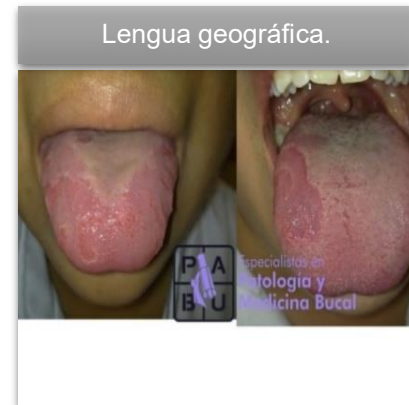 Lengua geográfica.
P A
B U
Especialistas en
Patología y
Medicina Bucal